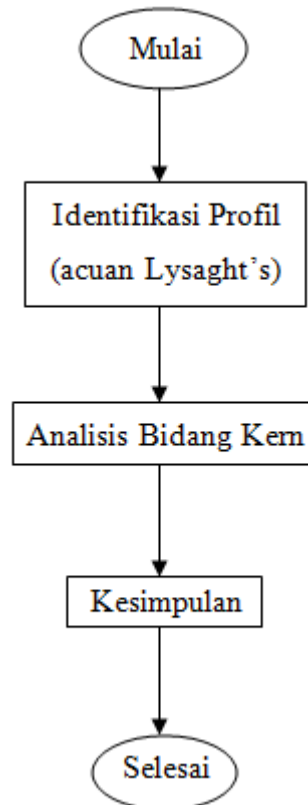 Mulai
Identifikasi Profil
(acuan Lysaght's)
Analisis Bidang Kern
Kesimpulan
Selesai